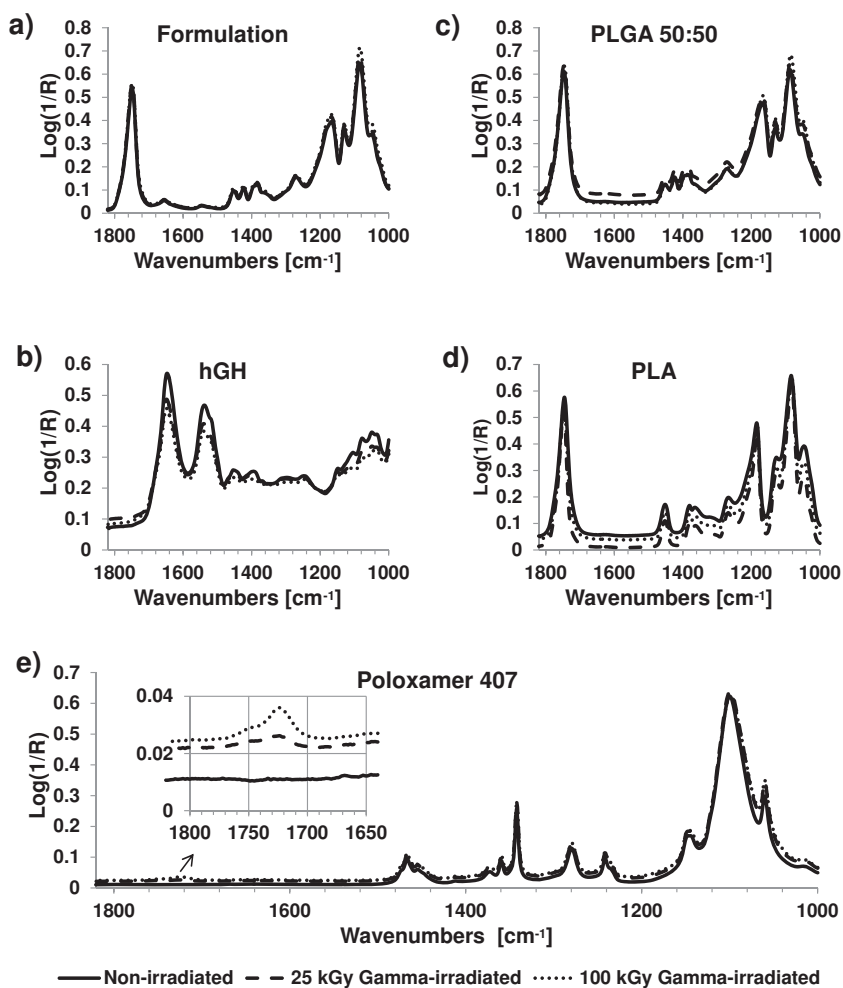 a) Formulation
Log(1/R)
0.8
0.7
0.6
0.5
0.4
0.3
0.2
0.1
0
1800 1600 1400 1200 1000
Wavenumbers [cm-1]
c) PLGA 50:50
Log(1/R)
0.8
0.7
0.6
0.5
0.4
0.3
0.2
0.1
0
1800 1600 1400 1200 1000
Wavenumbers [cm-1]
b) hGH
Log(1/R)
0.6
0.5
0.4
0.3
0.2
0.1
0
1800 1600 1400 1200 1000
Wavenumbers [cm-1]
d) PLA
Log(1/R)
0.7
0.6
0.5
0.4
0.3
0.2
0.1
0
1800 1600 1400 1200 1000
Wavenumbers [cm-1]
e) Poloxamer 407
Log(1/R)
0.7
0.6
0.5
0.4
0.3
0.2
0.1
0
0.04
0.02
0
1800 1750 1700 1650
1800 1600 1400 1200 1000
Wavenumbers [cm-1]
Non-irradiated 25 kGy Gamma-irradiated 100 kGy Gamma-irradiated